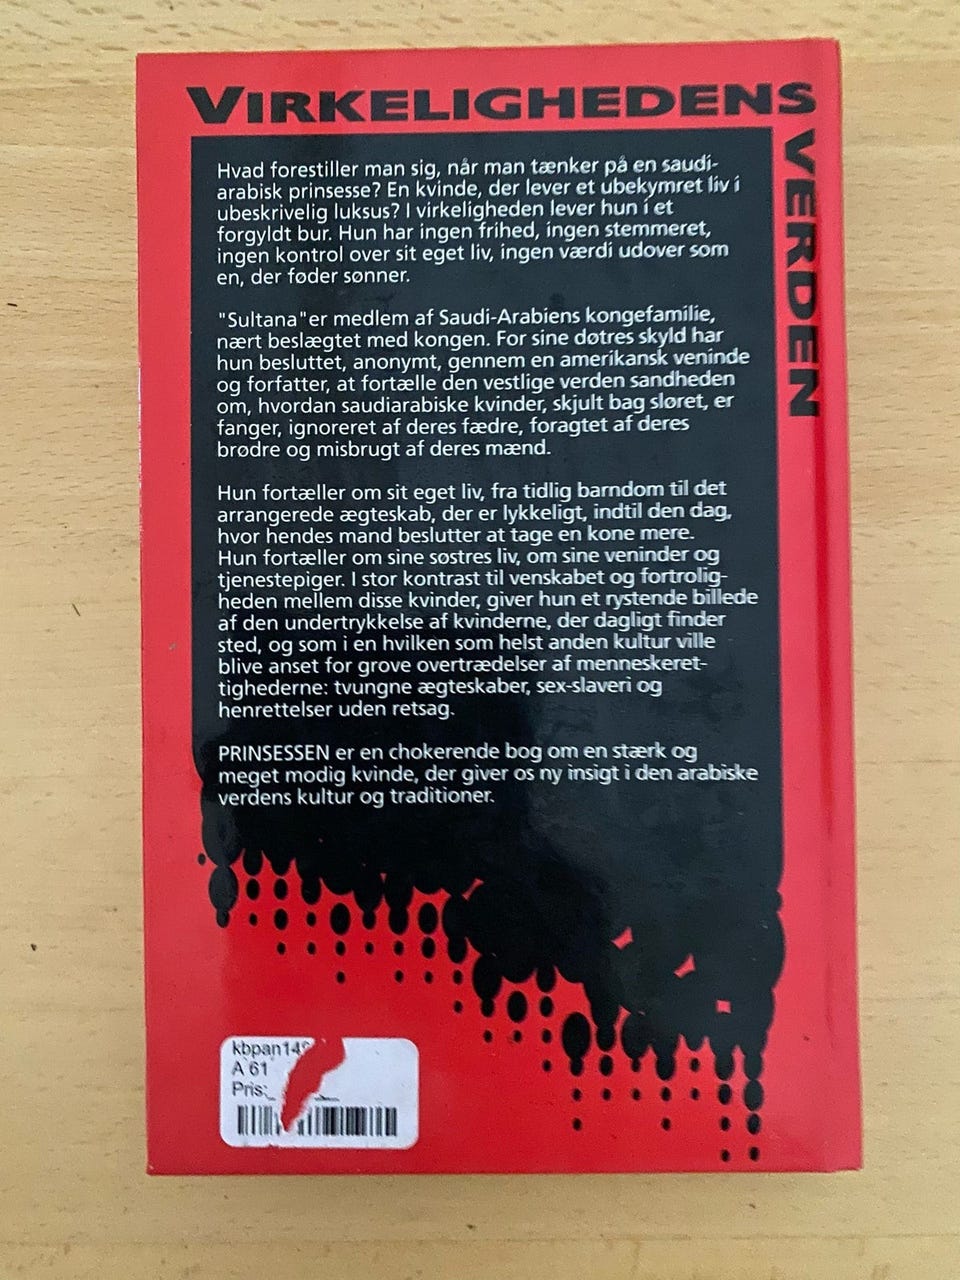 VIRKELIGHEDENS
VERDEN
Hvad forestiller man sig, når man tænker på en saudi-
arabisk prinsesse? En kvinde, der lever et ubekymret liv i
ubeskrivelig luksus? I virkeligheden lever hun i et
forgyldt bur. Hun har ingen frihed, ingen stemmeret,
ingen kontrol over sit eget liv, ingen værdi udover som
en, der føder sønner.
"Sultana"er medlem af Saudi-Arabiens kongefamilie,
nært beslægtet med kongen. For sine døtres skyld har
hun besluttet, anonymt, gennem en amerikansk veninde
og forfatter, at fortælle den vestlige verden sandheden
om, hvordan saudiarabiske kvinder, skjult bag sløret, er
fanger, ignoreret af deres fædre, foragtet af deres
brødre og misbrugt af deres mænd.
Hun fortæller om sit eget liv, fra tidlig barndom til det
arrangerede ægteskab, der er lykkeligt, indtil den dag,
hvor hendes mand beslutter at tage en kone mere.
Hun fortæller om sine søstres liv, om sine veninder og
tjenestepiger. I stor kontrast til venskabet og fortrolig-
heden mellem disse kvinder, giver hun et rystende billede
af den undertrykkelse af kvinderne, der dagligt finder
sted, og som i en hvilken som helst anden kultur ville
blive anset for grove overtrædelser af menneskeret-
tighederne: tvungne ægteskaber, sex-slaveri og
henrettelser uden retsag.
PRINSESSEN er en chokerende bog om en stærk og
meget modig kvinde, der giver os ny insigt i den arabiske
verdens kultur og traditioner.
A 61
Pris: